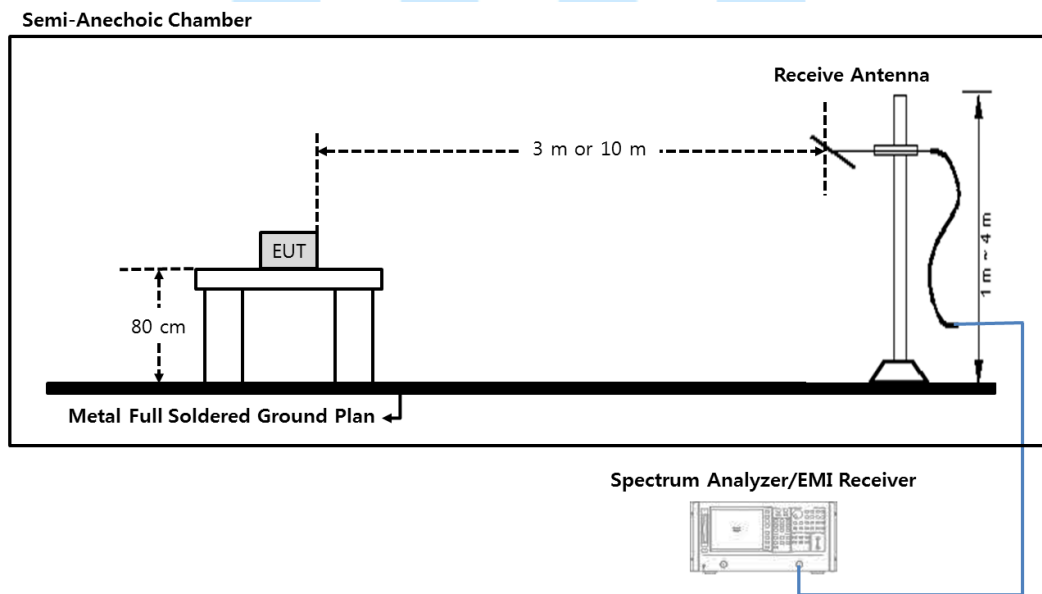 Semi-Anechoic Chamber
Receive Antenna
3 m or 10 m
EUT
1 m ~ 4 m
80 cm
Metal Full Soldered Ground Plan
Spectrum Analyzer/EMI Receiver